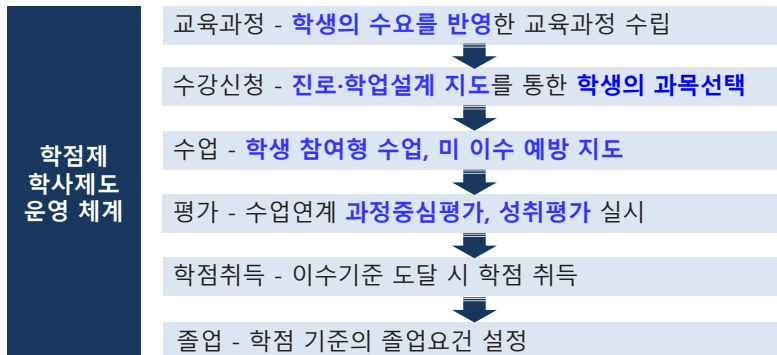 학점제
학사제도
운영 체계
교육과정 - 학생의 수요를 반영한 교육과정 수립
수강신청 - 진로·학업설계 지도를 통한 학생의 과목선택
수업 - 학생 참여형 수업, 미 이수 예방 지도
평가 - 수업연계 과정중심평가, 성취평가 실시
학점취득 - 이수기준 도달 시 학점 취득
졸업 - 학점 기준의 졸업요건 설정